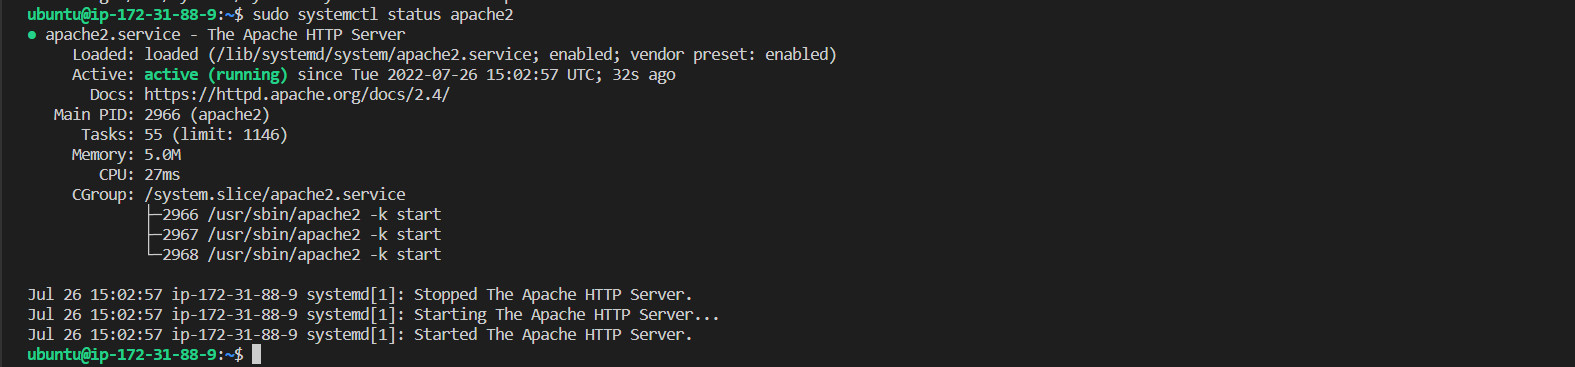 ubuntu@ip-172-31-88-9:~$ sudo systemctl status apache2
● apache2.service - The Apache HTTP Server
     Loaded: loaded (/lib/systemd/system/apache2.service; enabled; vendor preset: enabled)
     Active: active (running) since Tue 2022-07-26 15:02:57 UTC; 32s ago
       Docs: https://httpd.apache.org/docs/2.4/
   Main PID: 2966 (apache2)
      Tasks: 55 (limit: 1146)
     Memory: 5.0M
        CPU: 27ms
     CGroup: /system.slice/apache2.service
             ├─2966 /usr/sbin/apache2 -k start
             ├─2967 /usr/sbin/apache2 -k start
             └─2968 /usr/sbin/apache2 -k start

Jul 26 15:02:57 ip-172-31-88-9 systemd[1]: Stopped The Apache HTTP Server.
Jul 26 15:02:57 ip-172-31-88-9 systemd[1]: Starting The Apache HTTP Server...
Jul 26 15:02:57 ip-172-31-88-9 systemd[1]: Started The Apache HTTP Server.
ubuntu@ip-172-31-88-9:~$